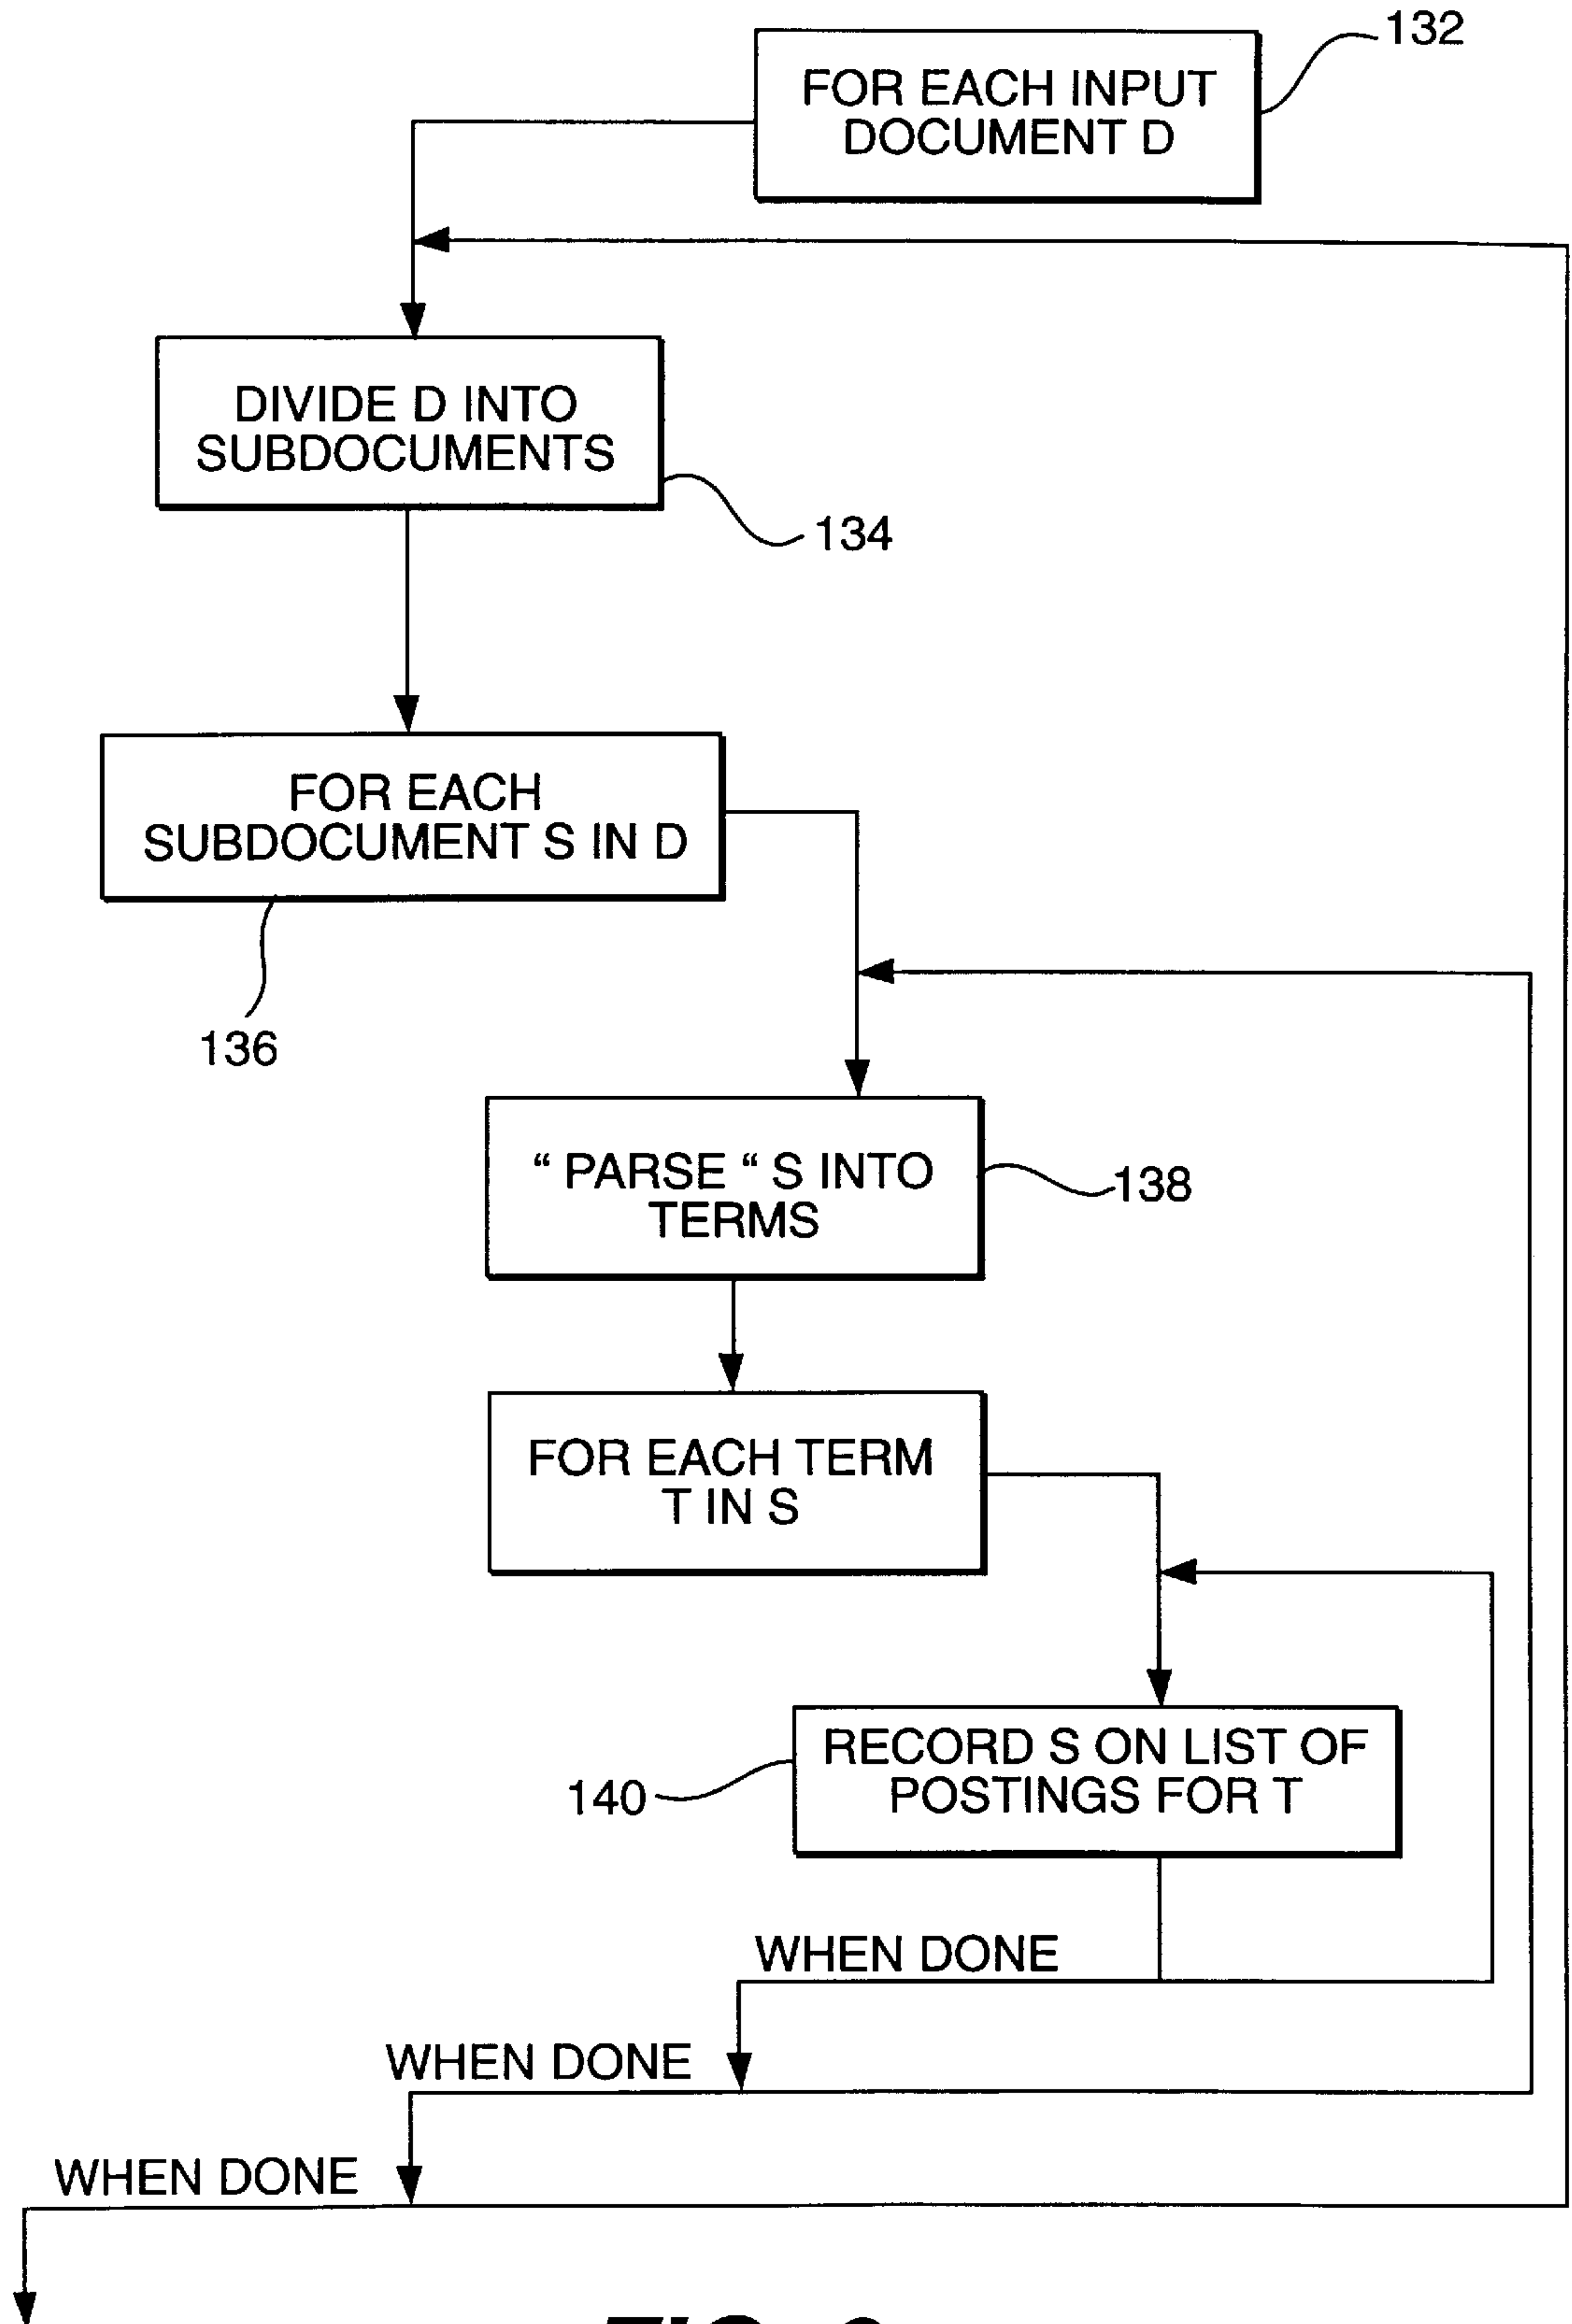 132
FOR EACH INPUT
DOCUMENT D
DIVIDE D INTO
SUBDOCUMENTS
134
FOR EACH
SUBDOCUMENT S IN D
136
“ PARSE “ S INTO
TERMS
138
FOR EACH TERM
T IN S
RECORD S ON LIST OF
POSTINGS FOR T
140
WHEN DONE
WHEN DONE
WHEN DONE